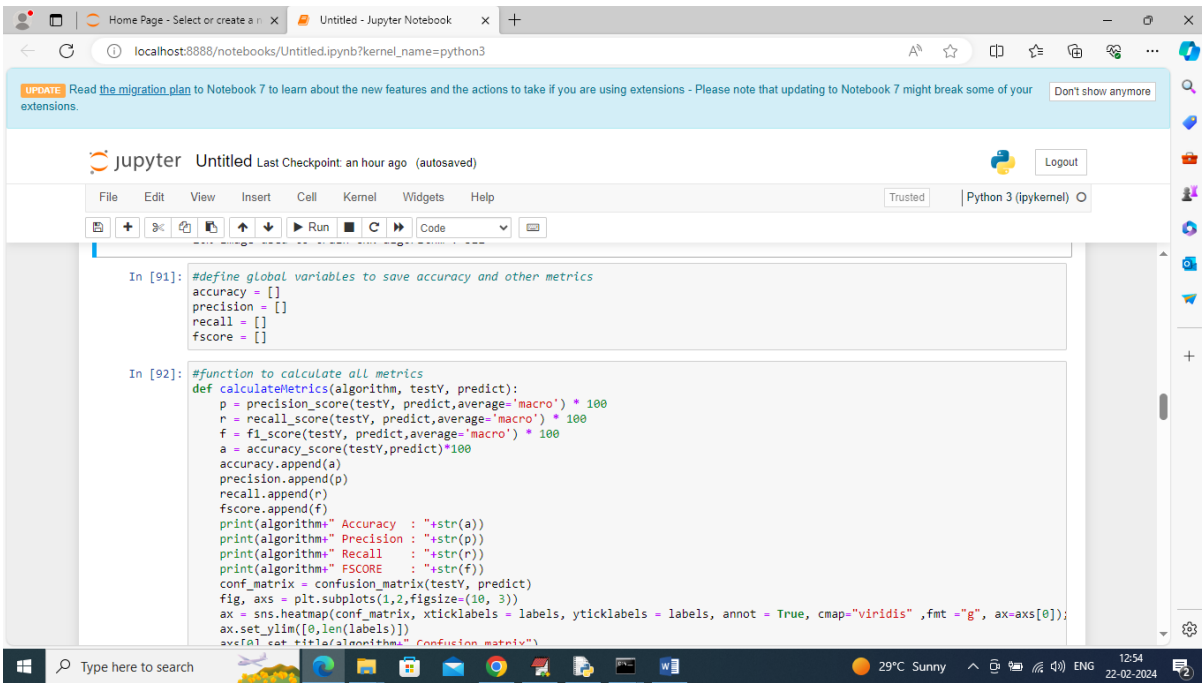 Home Page - Select or create a n
Untitled - Jupyter Notebook
localhost:8888/notebooks/Untitled.ipynb?kernel_name=python3
UPDATE Read the migration plan to Notebook 7 to learn about the new features and the actions to take if you are using extensions - Please note that updating to Notebook 7 might break some of your
extensions.
Don't show anymore
jupyter Untitled Last Checkpoint: an hour ago (autosaved)
Logout
File Edit View Insert Cell Kernel Widgets Help
Trusted
Python 3 (ipykernel)
Run
Code
In [91]: #define global variables to save accuracy and other metrics
accuracy = []
precision = []
recall = []
fscore = []
In [92]: #function to calculate all metrics
def calculateMetrics(algorithm, testY, predict):
    p = precision_score(testY, predict,average='macro') * 100
    r = recall_score(testY, predict,average='macro') * 100
    f = f1_score(testY, predict,average='macro') * 100
    a = accuracy_score(testY,predict)*100
    accuracy.append(a)
    precision.append(p)
    recall.append(r)
    fscore.append(f)
    print(algorithm+" Accuracy  : "+str(a))
    print(algorithm+" Precision : "+str(p))
    print(algorithm+" Recall    : "+str(r))
    print(algorithm+" FSCORE    : "+str(f))
    conf_matrix = confusion_matrix(testY, predict)
    fig, axs = plt.subplots(1,2,figsize=(10, 3))
    ax = sns.heatmap(conf_matrix, xticklabels = labels, yticklabels = labels, annot = True, cmap="viridis" ,fmt ="g", ax=axs[0]);
    ax.set_ylim([0,len(labels)])
    axs[0].set_title(algorithm+" Confusion matrix")
Type here to search
29°C Sunny
ENG
12:54
22-02-2024
2